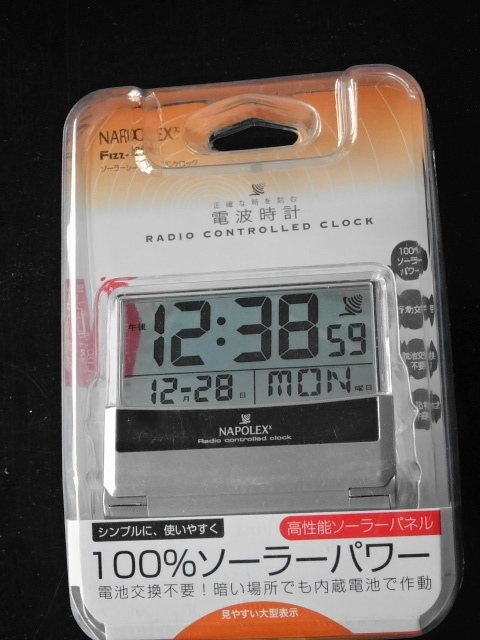 NAPOLEX
Fizz-
正確な時を刻む
電波時計
RADIO CONTROLLED CLOCK
100%
ソーラー
パワー
午後
12:38 59
12月28日 MON曜日
NAPOLEX
Radio controlled clock
シンプルに、使いやすく
高性能ソーラーパネル
100%ソーラーパワー
電池交換不要!暗い場所でも内蔵電池で作動
見やすい大型表示